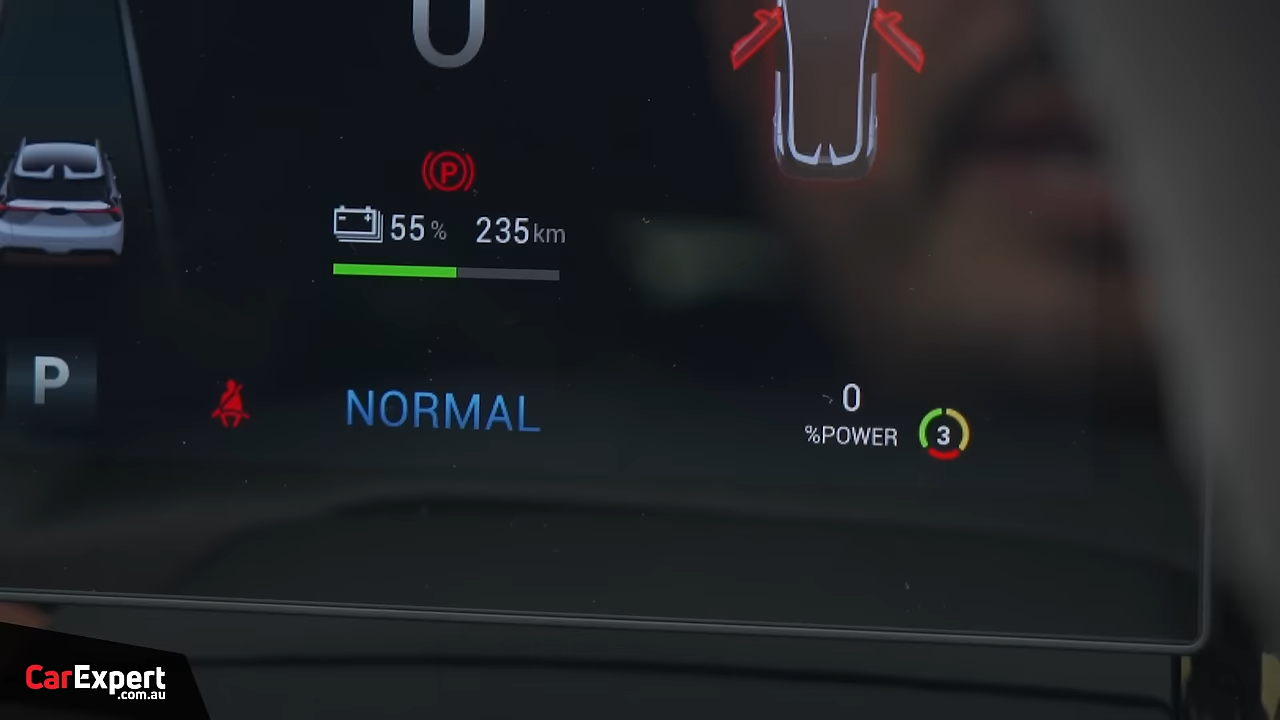 0
P
55 % 235 km
P
NORMAL
0
%POWER
3
CarExpert
.com.au